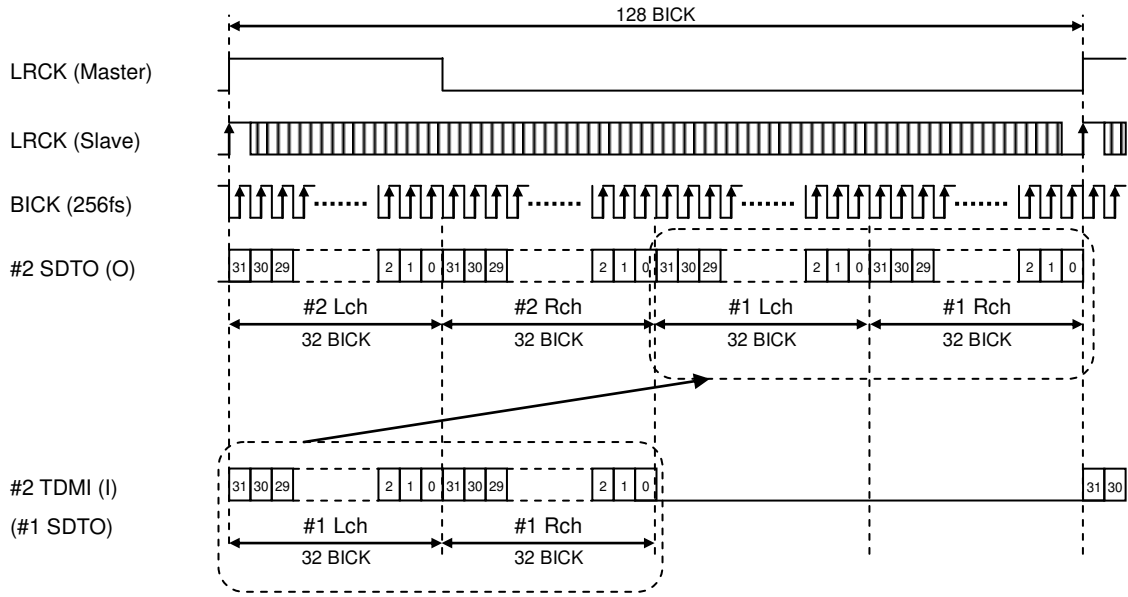 128 BICK
LRCK (Master)
LRCK (Slave)
BICK (256fs)
#2 SDTO (O)
31 30 29 2 1 0 31 30 29 2 1 0 31 30 29 2 1 0 31 30 29 2 1 0
#2 Lch #2 Rch #1 Lch #1 Rch
32 BICK 32 BICK 32 BICK 32 BICK
#2 TDMI (I)
31 30 29 2 1 0 31 30 29 2 1 0 31 30
(#1 SDTO)
#1 Lch #1 Rch
32 BICK 32 BICK